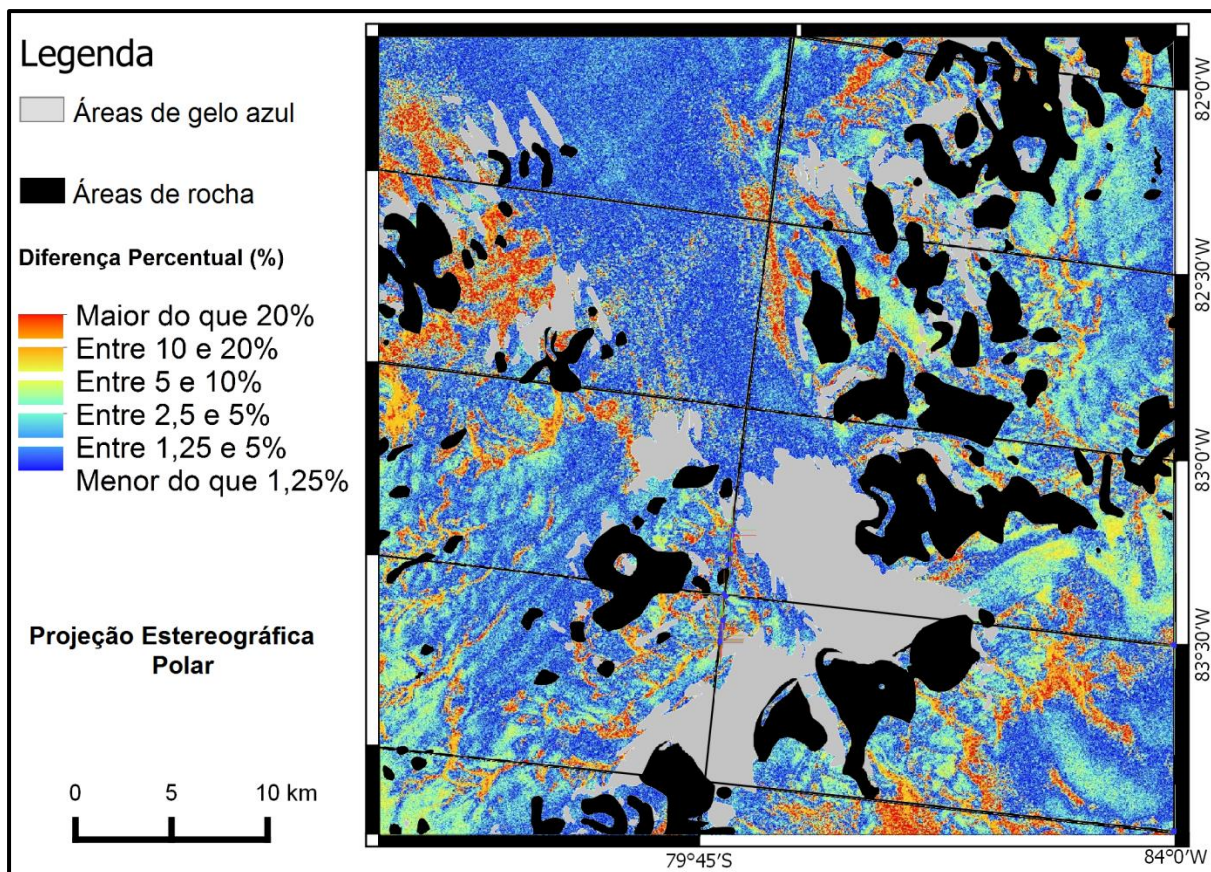 Legenda
Áreas de gelo azul
Áreas de rocha
Diferença Percentual (%)
Maior do que 20%
Entre 10 e 20%
Entre 5 e 10%
Entre 2,5 e 5%
Entre 1,25 e 5%
Menor do que 1,25%
Projeção Estereográfica
Polar
0 5 10 km
82°0'W
82°30'W
83°0'W
83°30'W
79°45'S
84°0'W